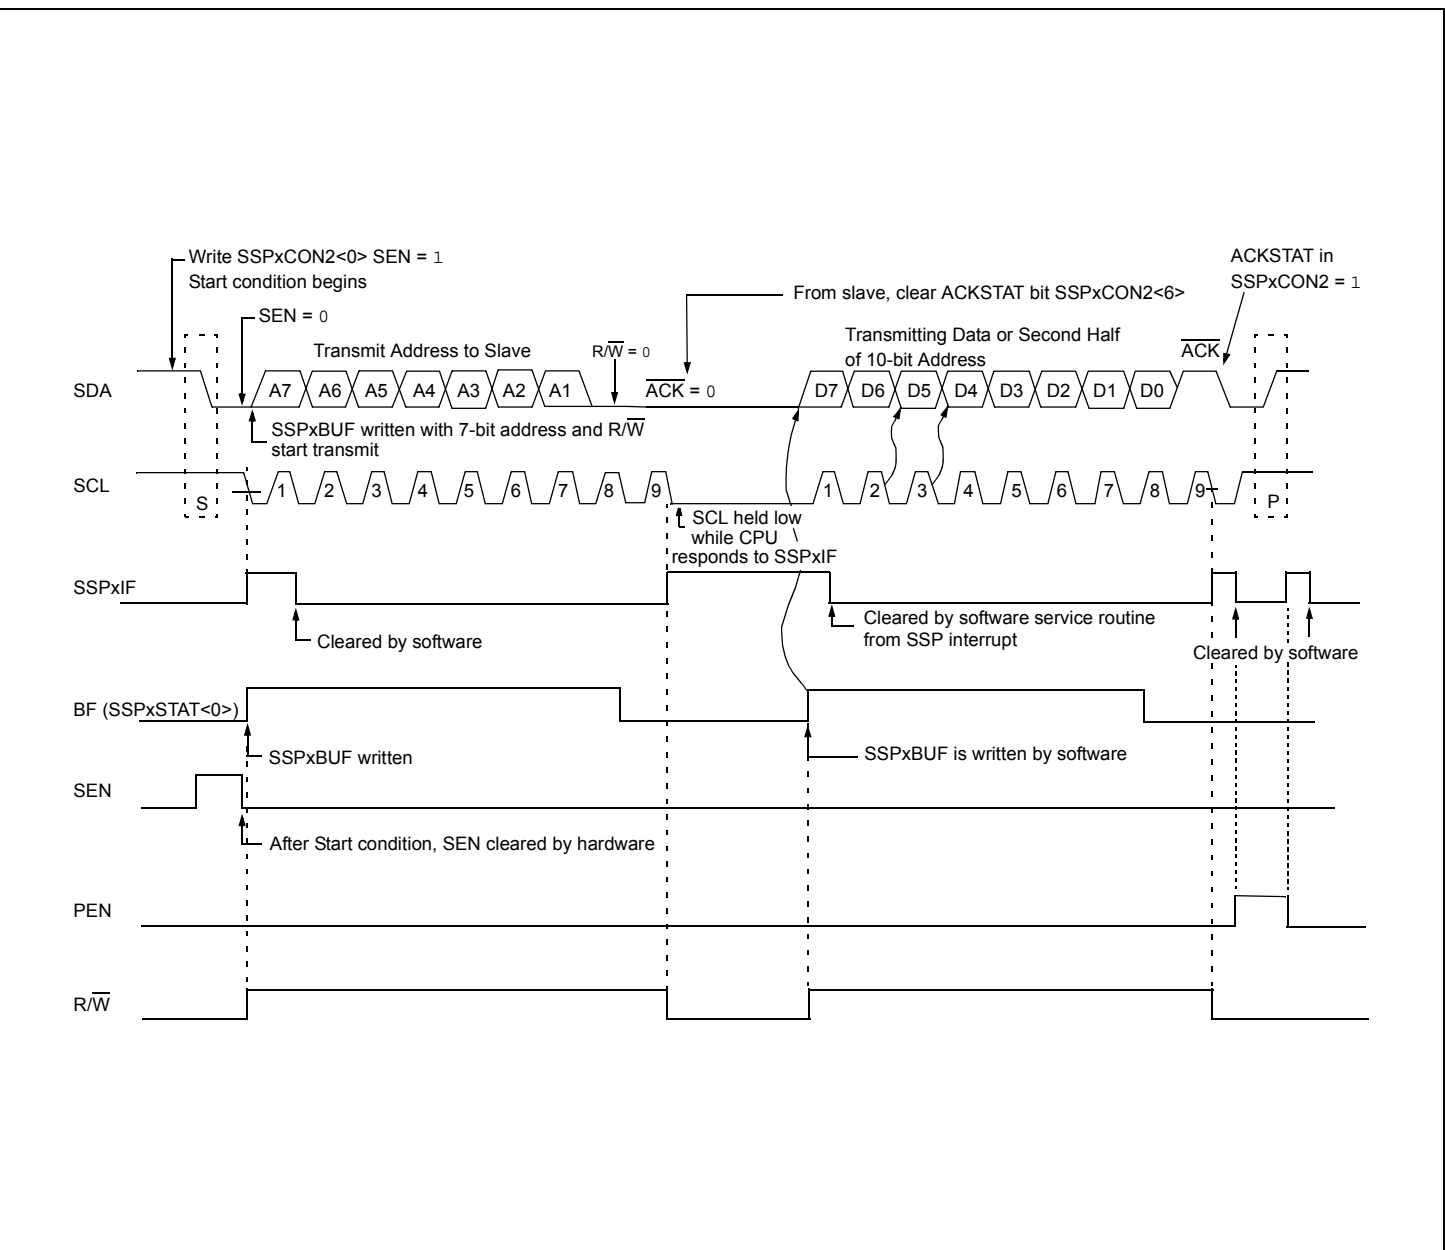 Write SSPxCON2<0> SEN = 1
Start condition begins
ACKSTAT in
SSPxCON2 = 1
From slave, clear ACKSTAT bit SSPxCON2<6>
SEN = 0
Transmit Address to Slave
R/W̅ = 0
Transmitting Data or Second Half
of 10-bit Address
A̅C̅K̅
SDA
A7 A6 A5 A4 A3 A2 A1
A̅C̅K̅ = 0
D7 D6 D5 D4 D3 D2 D1 D0
SSPxBUF written with 7-bit address and R/W̅
start transmit
SCL
S
1 2 3 4 5 6 7 8 9
1 2 3 4 5 6 7 8 9
P
SCL held low
while CPU
responds to SSPxIF
SSPxIF
Cleared by software
Cleared by software service routine
from SSP interrupt
Cleared by software
BF (SSPxSTAT<0>)
SSPxBUF written
SSPxBUF is written by software
SEN
After Start condition, SEN cleared by hardware
PEN
R/W̅